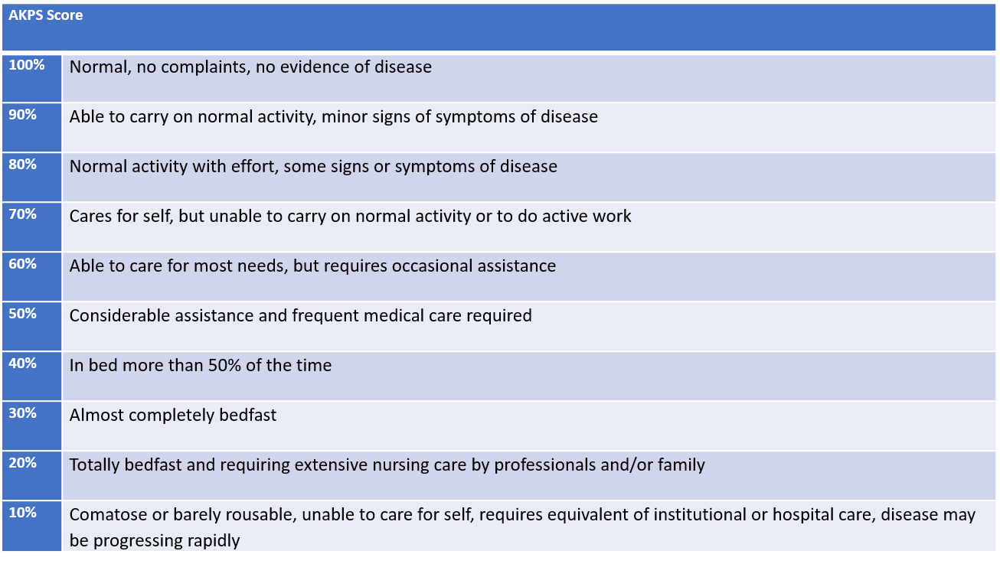 AKPS Score
100%
Normal, no complaints, no evidence of disease
90%
Able to carry on normal activity, minor signs of symptoms of disease
80%
Normal activity with effort, some signs or symptoms of disease
70%
Cares for self, but unable to carry on normal activity or to do active work
60%
Able to care for most needs, but requires occasional assistance
50%
Considerable assistance and frequent medical care required
40%
In bed more than 50% of the time
30%
Almost completely bedfast
20%
Totally bedfast and requiring extensive nursing care by professionals and/or family
10%
Comatose or barely rousable, unable to care for self, requires equivalent of institutional or hospital care, disease may
be progressing rapidly